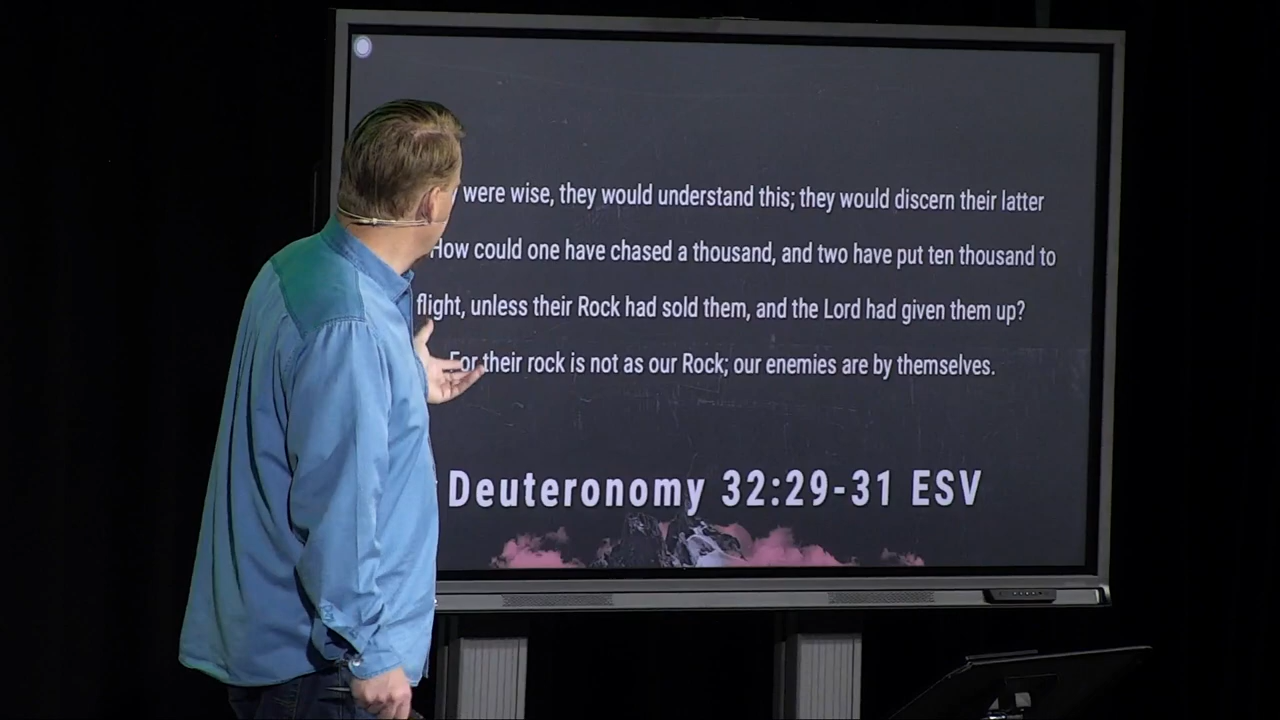 were wise, they would understand this; they would discern their latter
How could one have chased a thousand, and two have put ten thousand to
flight, unless their Rock had sold them, and the Lord had given them up?
For their rock is not as our Rock; our enemies are by themselves.
Deuteronomy 32:29-31 ESV